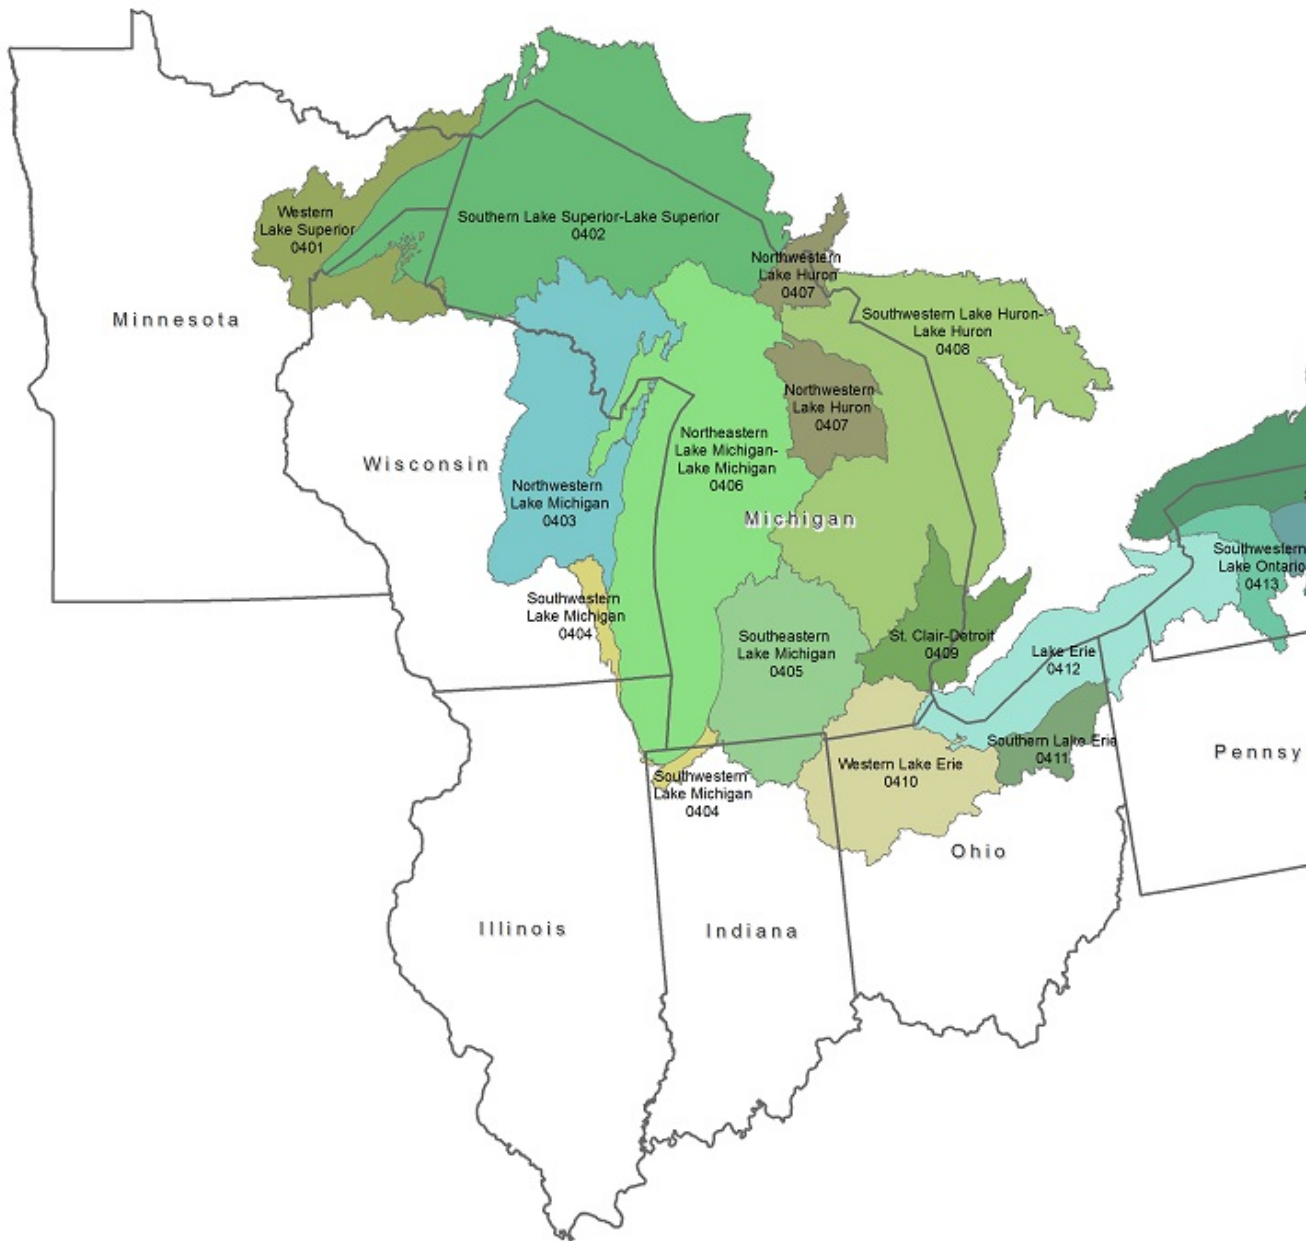 Southern Lake Superior-Lake Superior
0402
Western
Lake Superior
0401
Northwestern
Lake Huron
0407
Minnesota
Southwestern Lake Huron-
Lake Huron
0408
Northwestern
Lake Huron
0407
Northeastern
Lake Michigan-
Lake Michigan
0406
Wisconsin
Northwestern
Lake Michigan
0403
Michigan
Southwestern
Lake Ontario
0413
Southwestern
Lake Michigan
0404
Southeastern
Lake Michigan
0405
St. Clair-Detroit
0409
Lake Erie
0412
Southern Lake Erie
0411
Pennsy
Western Lake Erie
0410
Southwestern
Lake Michigan
0404
Ohio
Illinois
Indiana